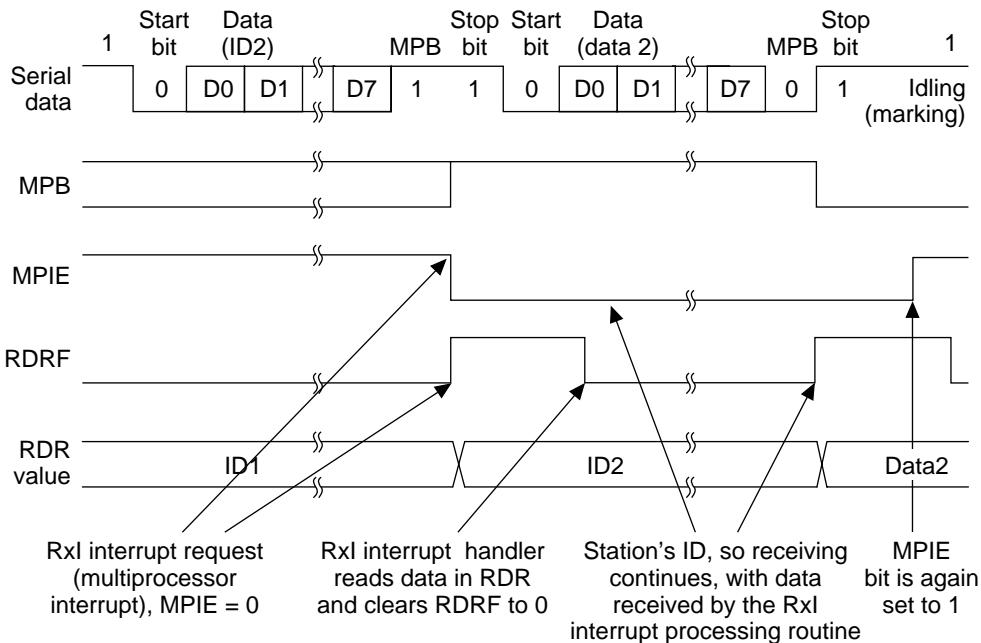 Start Data Stop Start Data Stop
1 bit (ID2) MPB bit bit (data 2) MPB bit 1
Serial data 0 D0 D1 D7 1 1 0 D0 D1 D7 0 1 Idling (marking)
MPB
MPIE
RDRF
RDR value ID1 ID2 Data2
RxI interrupt request
(multiprocessor
interrupt), MPIE = 0
RxI interrupt handler
reads data in RDR
and clears RDRF to 0
Station's ID, so receiving
continues, with data
received by the RxI
interrupt processing routine
MPIE
bit is again
set to 1